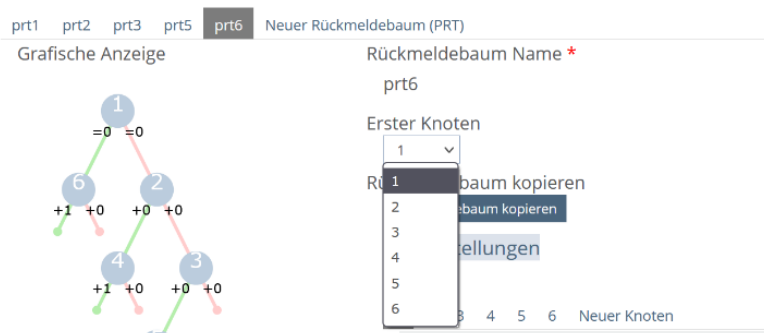 prt1 prt2 prt3 prt5 prt6 Neuer Rückmeldebaum (PRT)
Grafische Anzeige
1
=0 =0
6 2
+1 +0 +0 +0
4 3
+1 +0 +0 +0
Rückmeldebaum Name *
prt6
Erster Knoten
1
1
2
3
4
5
6
baum kopieren
ebaum kopieren
tellungen
3 4 5 6 Neuer Knoten